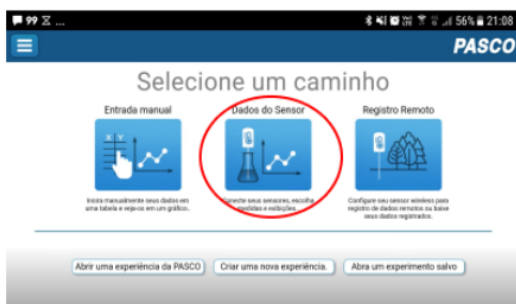 99 ...
56% 21:08
PASCO
Selecione um caminho
Entrada manual
Dados do Sensor
Registro Remoto
X Y
Insira manualmente seus dados em
uma tabela e veja-os em um gráfico.
Conecte seus sensores, escolha
medidas e exibições.
Configure seu sensor wireless para
registro de dados remotos ou baixe
seus dados registrados.
Abrir uma experiência da PASCO
Criar uma nova experiência.
Abra um experimento salvo